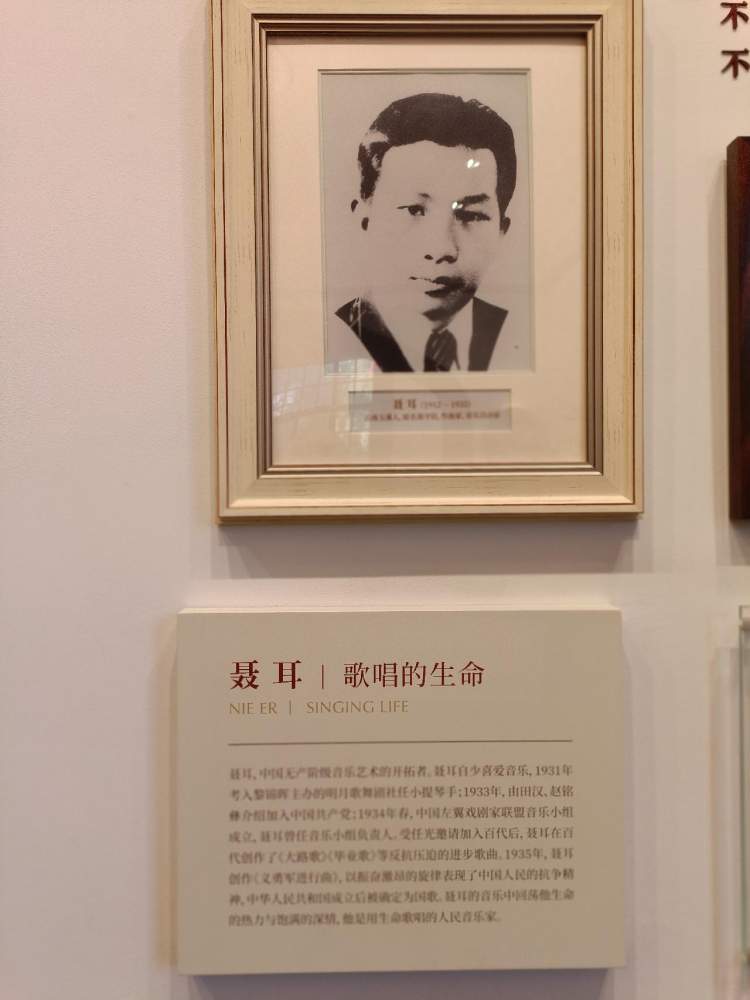 不
不
聂耳 (1912－1935)
聂 耳 | 歌唱的生命
NIE ER | SINGING LIFE
聂耳, 中国无产阶级音乐艺术的开拓者。聂耳自少喜爱音乐, 1931年
考入黎锦晖主办的明月歌舞剧社任小提琴手; 1933年, 由田汉、赵铭
彝介绍加入中国共产党; 1934年春, 中国左翼戏剧家联盟音乐小组
成立, 聂耳曾任音乐小组负责人。受任光邀请加入百代后, 聂耳在百
代创作了《大路歌》《毕业歌》等反抗压迫的进步歌曲。1935年, 聂耳
创作《义勇军进行曲》, 以振奋激昂的旋律表现了中国人民的抗争精
神, 中华人民共和国成立后被确定为国歌。聂耳的音乐中回荡他生命
的热力与饱满的深情, 他是用生命歌唱的人民音乐家。